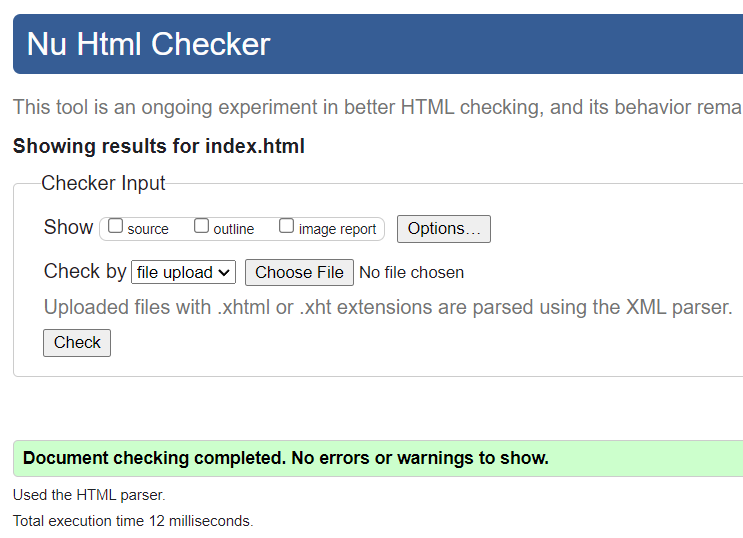 Nu Html Checker
This tool is an ongoing experiment in better HTML checking, and its behavior rema
Showing results for index.html
Checker Input
Show source outline image report Options...
Check by file upload Choose File No file chosen
Uploaded files with .xhtml or .xht extensions are parsed using the XML parser.
Check
Document checking completed. No errors or warnings to show.
Used the HTML parser.
Total execution time 12 milliseconds.